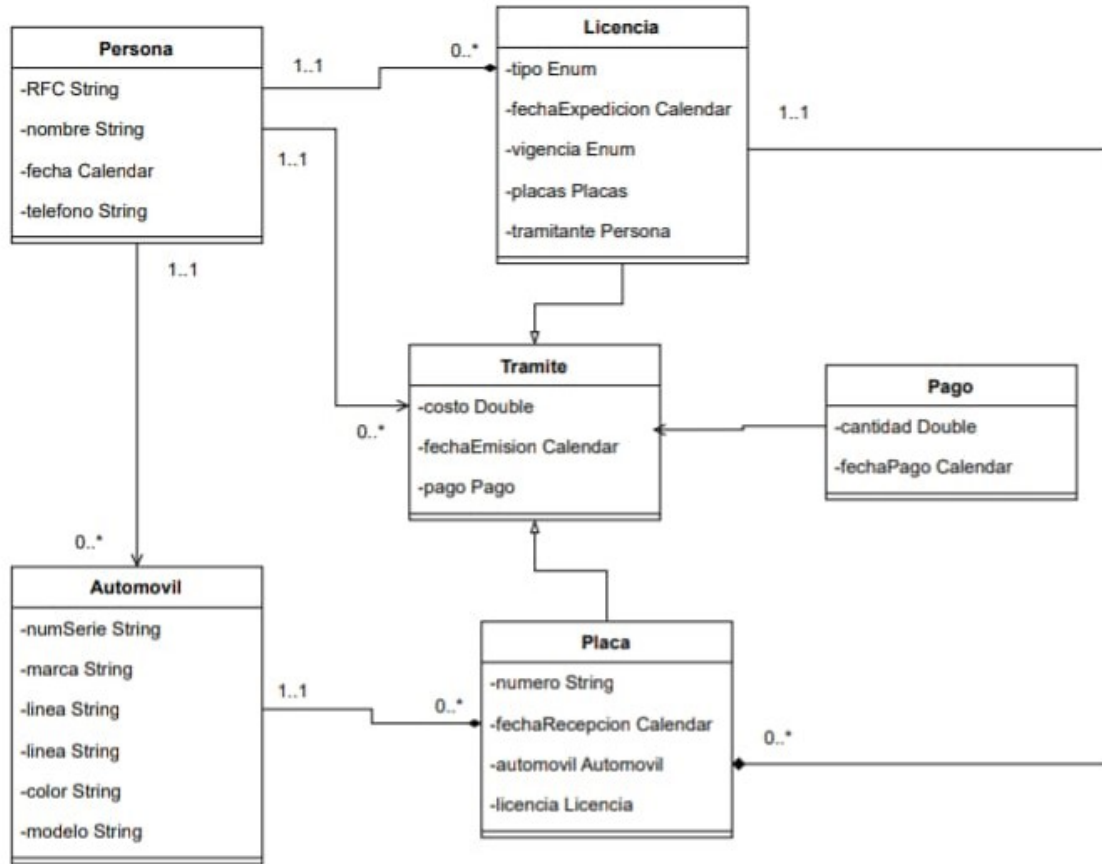 Persona
-RFC String
-nombre String
-fecha Calendar
-telefono String
1..1
0..*
1..1
1..1
Licencia
-tipo Enum
-fechaExpedicion Calendar
-vigencia Enum
-placas Placas
-tramitante Persona
1..1
Tramite
-costo Double
-fechaEmision Calendar
-pago Pago
0..*
Pago
-cantidad Double
-fechaPago Calendar
0..*
Automovil
-numSerie String
-marca String
-linea String
-linea String
-color String
-modelo String
1..1
0..*
Placa
-numero String
-fechaRecepcion Calendar
-automovil Automovil
-licencia Licencia
0..*